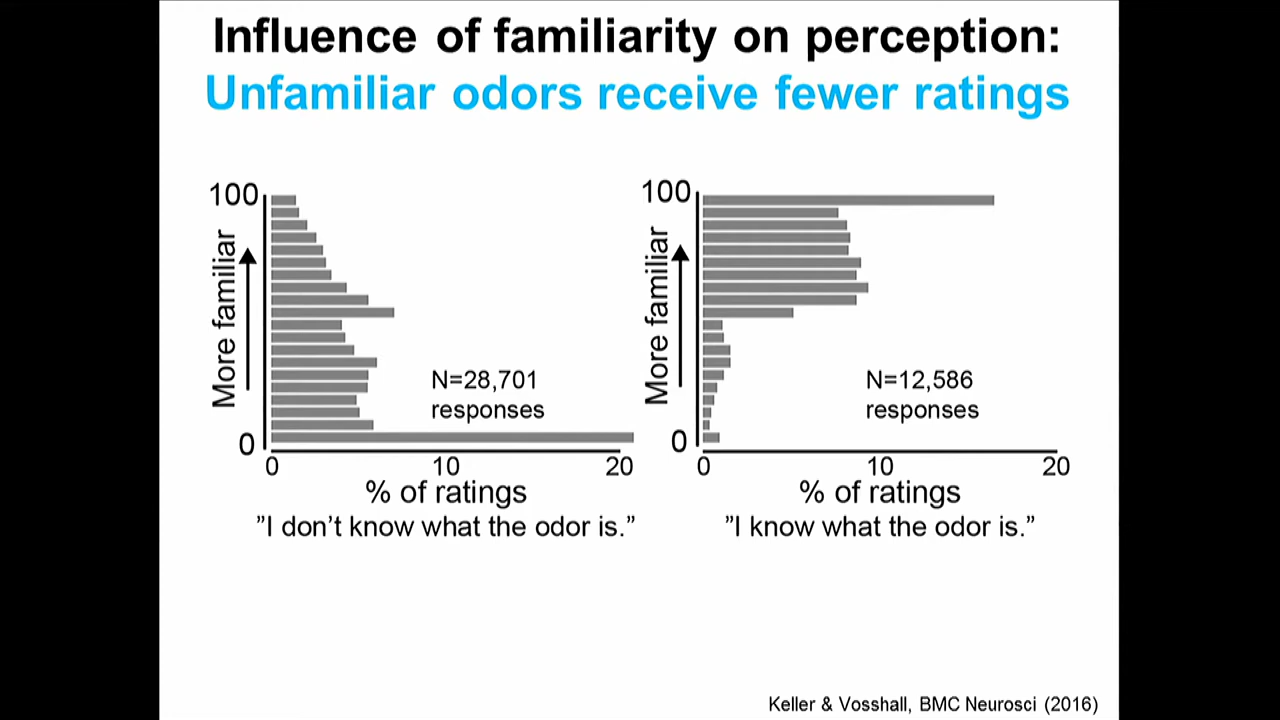 Influence of familiarity on perception:
Unfamiliar odors receive fewer ratings
100
More familiar
0
N=28,701
responses
0 10 20
% of ratings
”I don’t know what the odor is.”
100
More familiar
0
N=12,586
responses
0 10 20
% of ratings
”I know what the odor is.”
Keller & Vosshall, BMC Neurosci (2016)